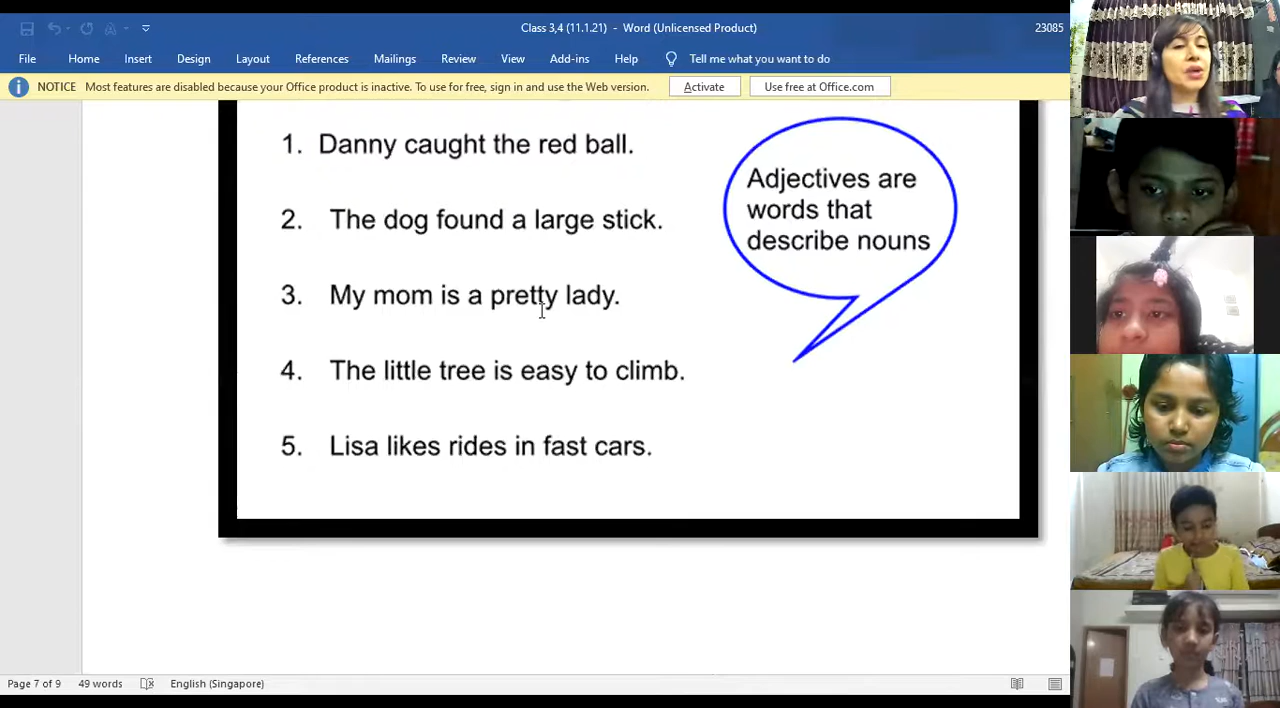 Class 3,4 (11.1.21) - Word (Unlicensed Product)
23085
File Home Insert Design Layout References Mailings Review View Add-ins Help Tell me what you want to do
NOTICE Most features are disabled because your Office product is inactive. To use for free, sign in and use the Web version. Activate Use free at Office.com
1. Danny caught the red ball.
2. The dog found a large stick.
3. My mom is a pretty lady.
4. The little tree is easy to climb.
5. Lisa likes rides in fast cars.
Adjectives are
words that
describe nouns
Page 7 of 9 49 words English (Singapore)